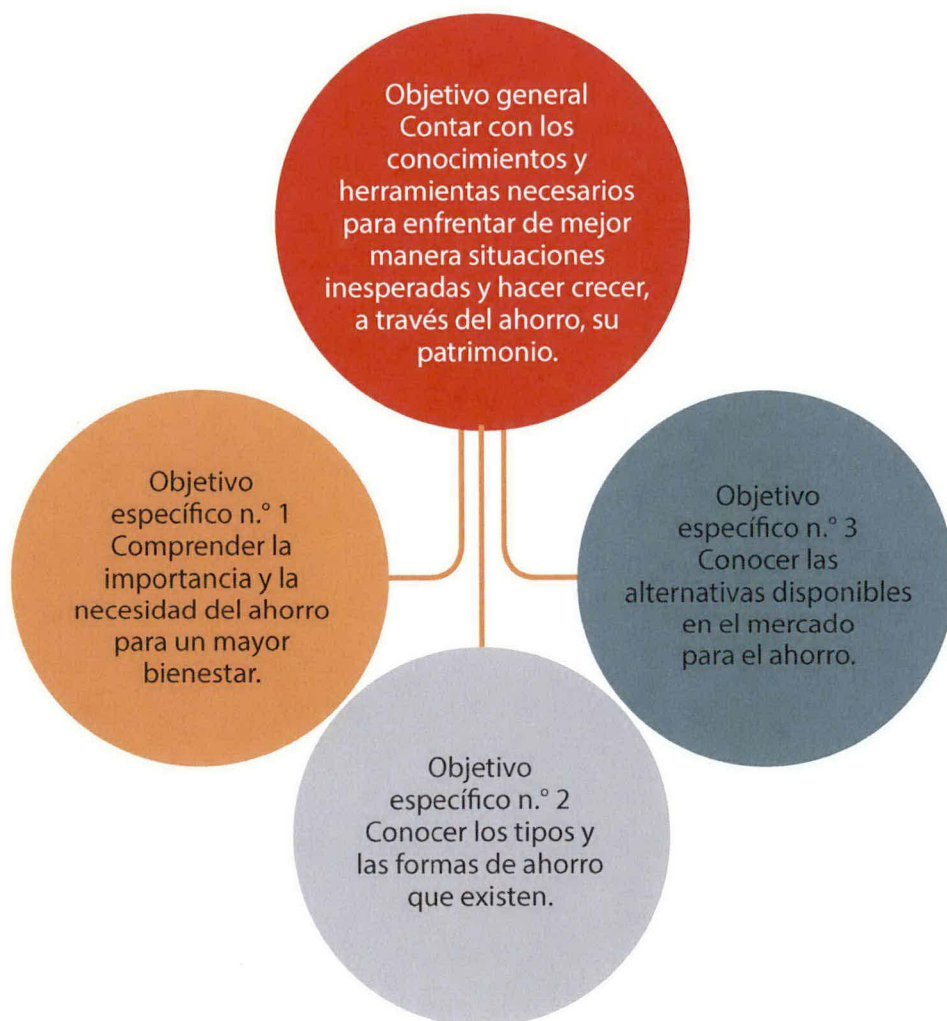 Objetivo general
Contar con los
conocimientos y
herramientas necesarios
para enfrentar de mejor
manera situaciones
inesperadas y hacer crecer,
a través del ahorro, su
patrimonio.
Objetivo
específico n.° 1
Comprender la
importancia y la
necesidad del ahorro
para un mayor
bienestar.
Objetivo
específico n.° 2
Conocer los tipos y
las formas de ahorro
que existen.
Objetivo
específico n.° 3
Conocer las
alternativas disponibles
en el mercado
para el ahorro.